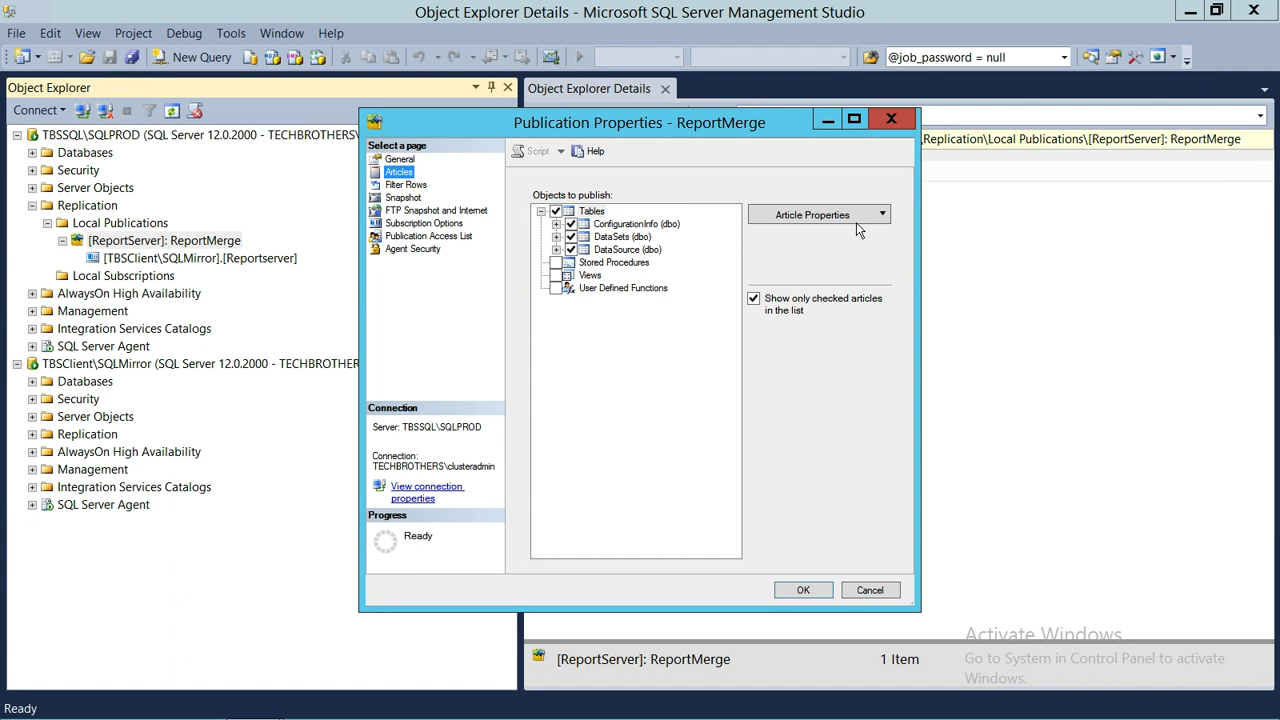 Object Explorer Details - Microsoft SQL Server Management Studio
File Edit View Project Debug Tools Window Help
New Query
@job_password = null
Object Explorer
Connect
TBSSQL\SQLPROD (SQL Server 12.0.2000 - TECHBROTHERS\
Databases
Security
Server Objects
Replication
Local Publications
[ReportServer]: ReportMerge
[TBSClient\SQLMirror].[Reportserver]
Local Subscriptions
AlwaysOn High Availability
Management
Integration Services Catalogs
SQL Server Agent
TBSClient\SQLMirror (SQL Server 12.0.2000 - TECHBROTHER
Databases
Security
Server Objects
Replication
AlwaysOn High Availability
Management
Integration Services Catalogs
SQL Server Agent
Object Explorer Details
\Replication\Local Publications\[ReportServer]: ReportMerge
Publication Properties - ReportMerge
Select a page
General
Articles
Filter Rows
Snapshot
FTP Snapshot and Internet
Subscription Options
Publication Access List
Agent Security
Connection
Server: TBSSQL\SQLPROD
Connection:
TECHBROTHERS\clusteradmin
View connection
properties
Progress
Ready
Script Help
Objects to publish:
Tables
ConfigurationInfo (dbo)
DataSets (dbo)
DataSource (dbo)
Stored Procedures
Views
User Defined Functions
Article Properties
Show only checked articles
in the list
OK Cancel
[ReportServer]: ReportMerge 1 Item
Activate Windows
Go to System in Control Panel to activate
Windows.
Ready